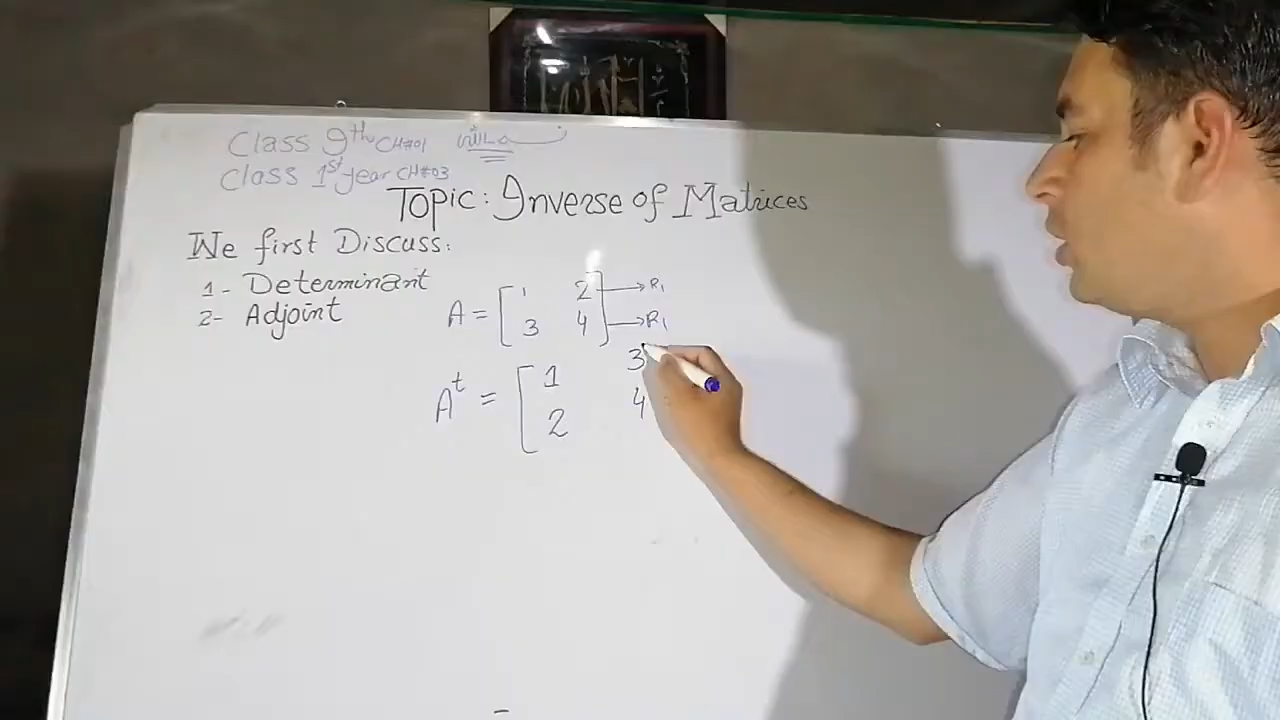 Class 9th CH#01
Class 1st year CH#03
Topic: Inverse of Matrices
We first Discuss:
1- Determinant
2- Adjoint
A = [ 1 2 ] → R1
[ 3 4 ] → R1
A^t = [ 1 3
2 4